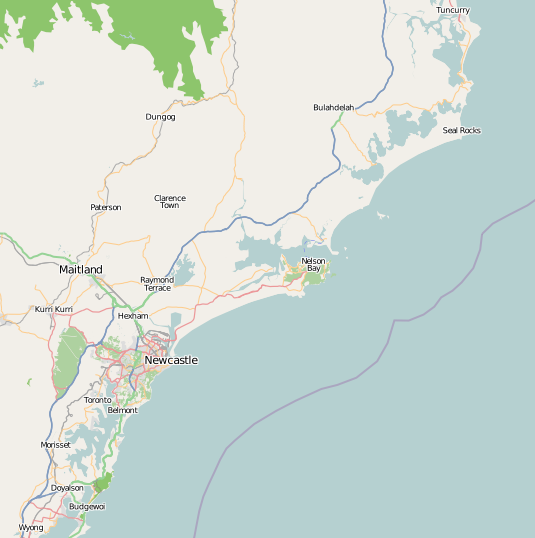 Tuncurry
Bulahdelah
Dungog
Seal Rocks
Clarence
Town
Paterson
Nelson
Bay
Maitland
Raymond
Terrace
Kurri Kurri
Hexham
Newcastle
Toronto
Belmont
Morisset
Doyalson
Budgewoi
Wyong